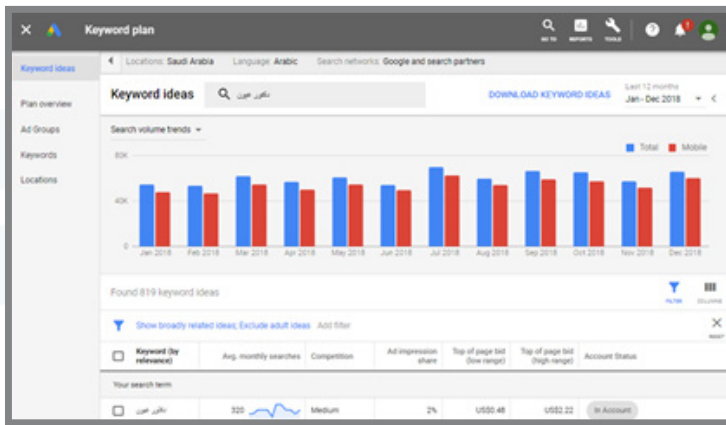 Keyword plan
GO TO REPORTS TOOLS
Keyword ideas
Plan overview
Ad Groups
Keywords
Locations
Locations: Saudi Arabia Language: Arabic Search networks: Google and search partners
Keyword ideas دكتور عيون DOWNLOAD KEYWORD IDEAS Last 12 months Jan - Dec 2018
Search volume trends
Total Mobile
80K
40K
0
Jan 2018 Feb 2018 Mar 2018 Apr 2018 May 2018 Jun 2018 Jul 2018 Aug 2018 Sep 2018 Oct 2018 Nov 2018 Dec 2018
Found 819 keyword ideas
FILTER COLUMNS
Show broadly related ideas; Exclude adult ideas Add filter
RESET
Keyword (by relevance) Avg. monthly searches Competition Ad impression share Top of page bid (low range) Top of page bid (high range) Account Status
Your search term
دكتور عيون 320 Medium 2% US$0.48 US$2.22 In Account